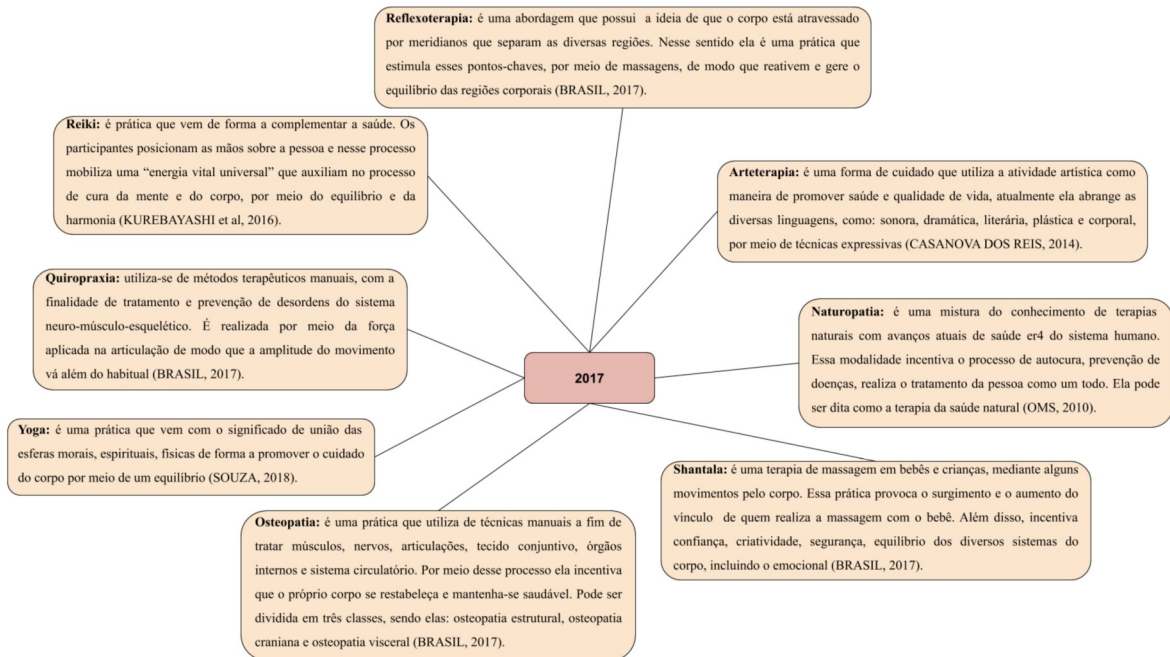 Reflexoterapia: é uma abordagem que possui a ideia de que o corpo está atravessado
por meridianos que separam as diversas regiões. Nesse sentido ela é uma prática que
estimula esses pontos-chaves, por meio de massagens, de modo que reativem e gere o
equilíbrio das regiões corporais (BRASIL, 2017).
Reiki: é prática que vem de forma a complementar a saúde. Os
participantes posicionam as mãos sobre a pessoa e nesse processo
mobiliza uma “energia vital universal” que auxiliam no processo
de cura da mente e do corpo, por meio do equilíbrio e da
harmonia (KUREBAYASHI et al, 2016).
Arteterapia: é uma forma de cuidado que utiliza a atividade artística como
maneira de promover saúde e qualidade de vida, atualmente ela abrange as
diversas linguagens, como: sonora, dramática, literária, plástica e corporal,
por meio de técnicas expressivas (CASANOVA DOS REIS, 2014).
Quiropraxia: utiliza-se de métodos terapêuticos manuais, com a
finalidade de tratamento e prevenção de desordens do sistema
neuro-músculo-esquelético. É realizada por meio da força
aplicada na articulação de modo que a amplitude do movimento
vá além do habitual (BRASIL, 2017).
Naturopatia: é uma mistura do conhecimento de terapias
naturais com avanços atuais de saúde er4 do sistema humano.
Essa modalidade incentiva o processo de autocura, prevenção de
doenças, realiza o tratamento da pessoa como um todo. Ela pode
ser dita como a terapia da saúde natural (OMS, 2010).
2017
Yoga: é uma prática que vem com o significado de união das
esferas morais, espirituais, físicas de forma a promover o cuidado
do corpo por meio de um equilíbrio (SOUZA, 2018).
Shantala: é uma terapia de massagem em bebês e crianças, mediante alguns
movimentos pelo corpo. Essa prática provoca o surgimento e o aumento do
vínculo de quem realiza a massagem com o bebê. Além disso, incentiva
confiança, criatividade, segurança, equilíbrio dos diversos sistemas do
corpo, incluindo o emocional (BRASIL, 2017).
Osteopatia: é uma prática que utiliza de técnicas manuais a fim de
tratar músculos, nervos, articulações, tecido conjuntivo, órgãos
internos e sistema circulatório. Por meio desse processo ela incentiva
que o próprio corpo se restabeleça e mantenha-se saudável. Pode ser
dividida em três classes, sendo elas: osteopatia estrutural, osteopatia
craniana e osteopatia visceral (BRASIL, 2017).